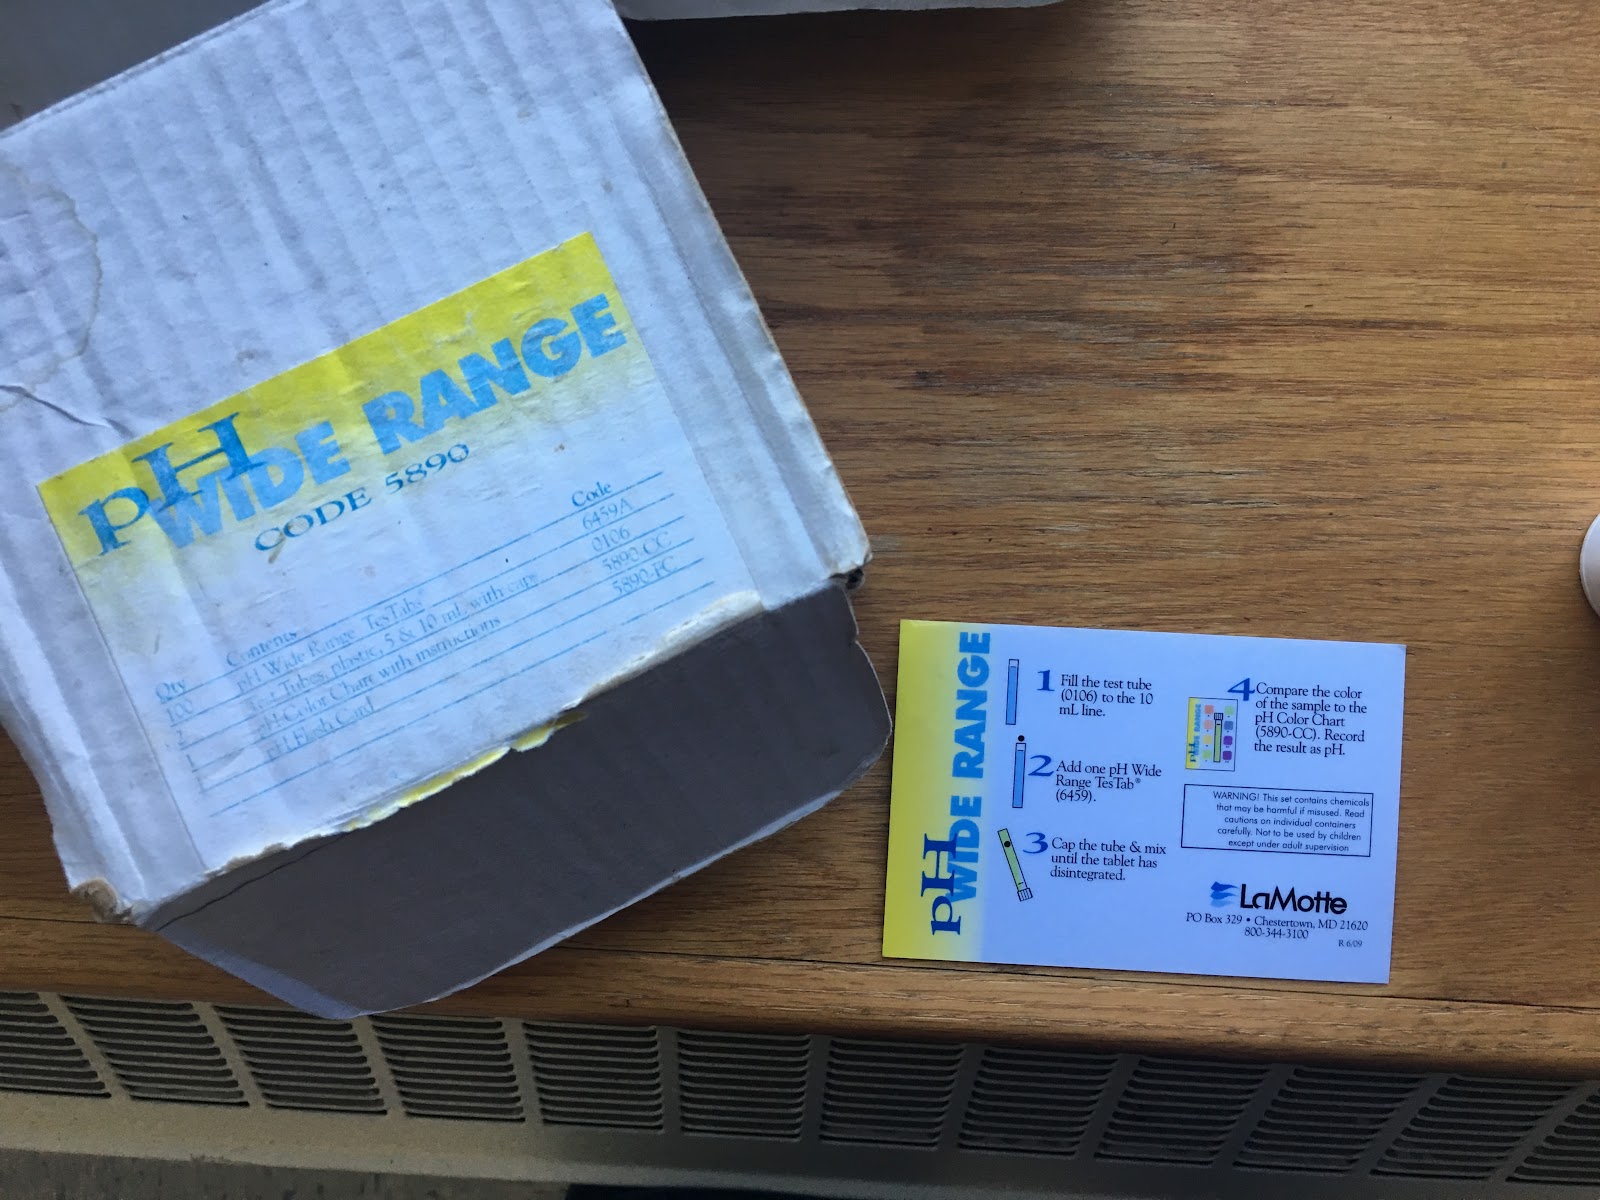 pH
WIDE RANGE
CODE 5890
Qty Contents Code
100 pH Wide Range TesTabs® 6459A
2 Test Tubes, plastic, 5 & 10 mL, with caps 0106
1 pH Color Chart with instructions 5890-CC
1 pH Flash Card 5890-FC
pH
WIDE RANGE
1 Fill the test tube
(0106) to the 10
mL line.
2 Add one pH Wide
Range TesTab®
(6459).
3 Cap the tube & mix
until the tablet has
disintegrated.
4 Compare the color
of the sample to the
pH Color Chart
(5890-CC). Record
the result as pH.
pH
WIDE RANGE
WARNING! This set contains chemicals
that may be harmful if misused. Read
cautions on individual containers
carefully. Not to be used by children
except under adult supervision
LaMotte
PO Box 329 • Chestertown, MD 21620
800-344-3100
R 6/09